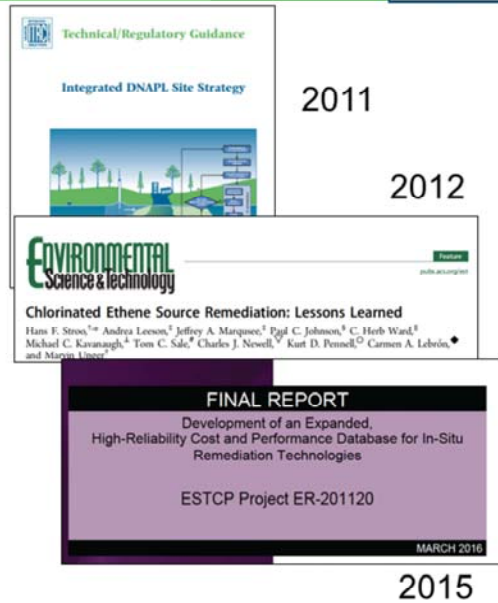 ITRC
Technical/Regulatory Guidance
Integrated DNAPL Site Strategy
2011
2012
ENVIRONMENTAL
Science & Technology
Feature
pubs.acs.org/est
Chlorinated Ethene Source Remediation: Lessons Learned
Hans F. Stroo,†,* Andrea Leeson,‡ Jeffrey A. Marqusee,‡ Paul C. Johnson,§ C. Herb Ward,∥
Michael C. Kavanaugh,⊥ Tom C. Sale,# Charles J. Newell,▽ Kurt D. Pennell,○ Carmen A. Lebrón,◆
and Marvin Unger†
FINAL REPORT
Development of an Expanded,
High-Reliability Cost and Performance Database for In-Situ
Remediation Technologies
ESTCP Project ER-201120
MARCH 2016
2015